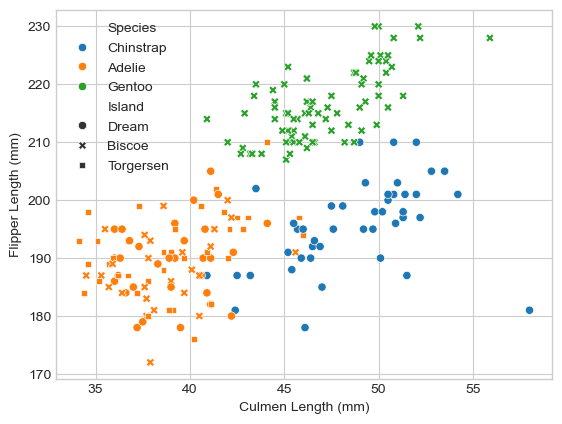 230
220
210
200
190
180
170
Flipper Length (mm)
Species
Chinstrap
Adelie
Gentoo
Island
Dream
Biscoe
Torgersen
35 40 45 50 55
Culmen Length (mm)